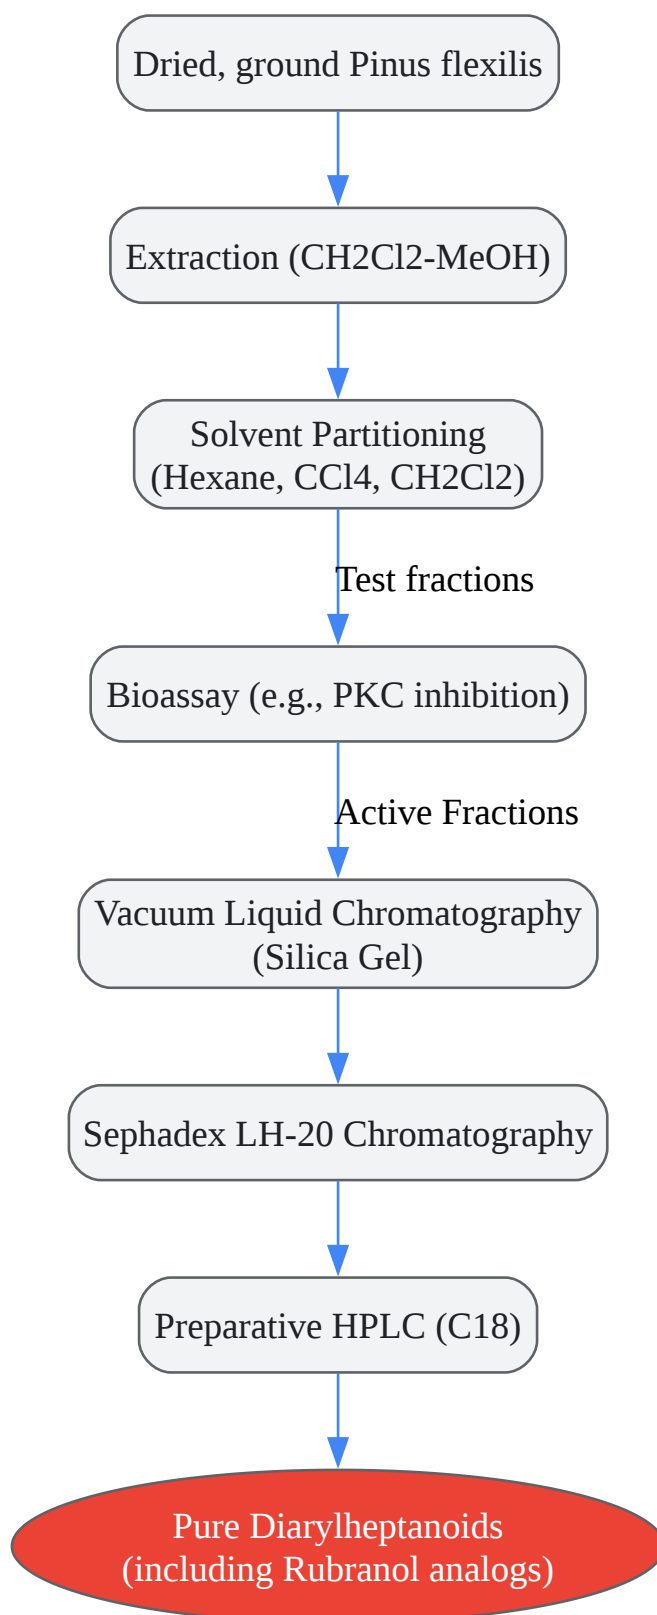 Dried, ground Pinus flexilis
Extraction (CH2Cl2-MeOH)
Solvent Partitioning
(Hexane, CCl4, CH2Cl2)
Test fractions
Bioassay (e.g., PKC inhibition)
Active Fractions
Vacuum Liquid Chromatography
(Silica Gel)
Sephadex LH-20 Chromatography
Preparative HPLC (C18)
Pure Diarylheptanoids
(including Rubranol analogs)